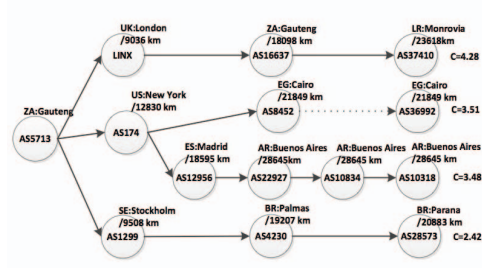 UK:London
/9036 km
LINX
ZA:Gauteng
/18098 km
AS16637
LR:Monrovia
/23618km
AS37410
C=4.28
ZA:Gauteng
AS5713
US:New York
/12830 km
AS174
EG:Cairo
/21849 km
AS8452
EG:Cairo
/21849 km
AS36992
C=3.51
ES:Madrid
/18595 km
AS12956
AR:Buenos Aires
/28645km
AS22927
AR:Buenos Aires
/28645 km
AS10834
AR:Buenos Aires
/28645 km
AS10318
C=3.48
SE:Stockholm
/9508 km
AS1299
BR:Palmas
/19207 km
AS4230
BR:Parana
/20883 km
AS28573
C=2.42